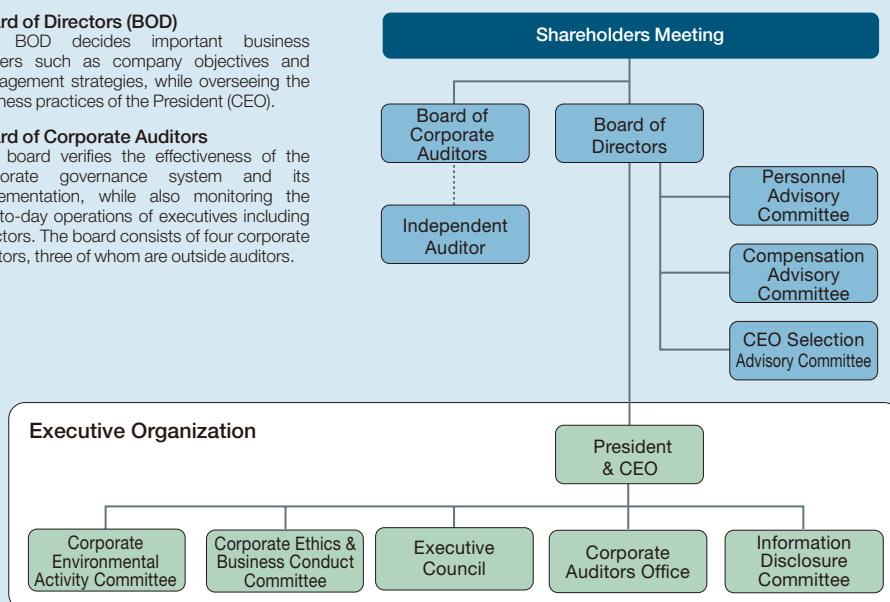 ard of Directors (BOD)
BOD decides important business
ers such as company objectives and
agement strategies, while overseeing the
ness practices of the President (CEO).
ard of Corporate Auditors
board verifies the effectiveness of the
orate governance system and its
ementation, while also monitoring the
to-day operations of executives including
ctors. The board consists of four corporate
tors, three of whom are outside auditors.
Shareholders Meeting
Board of
Corporate
Auditors
Board of
Directors
Independent
Auditor
Personnel
Advisory
Committee
Compensation
Advisory
Committee
CEO Selection
Advisory Committee
Executive Organization
President
& CEO
Corporate
Environmental
Activity Committee
Corporate Ethics &
Business Conduct
Committee
Executive
Council
Corporate
Auditors Office
Information
Disclosure
Committee